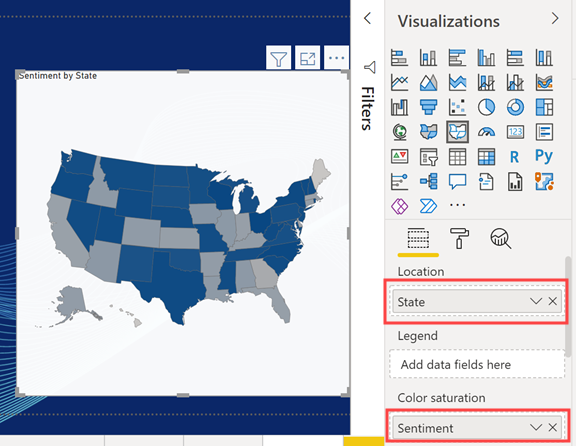 Visualizations
Filters
Sentiment by State
123
R
Py
Location
State
Legend
Add data fields here
Color saturation
Sentiment